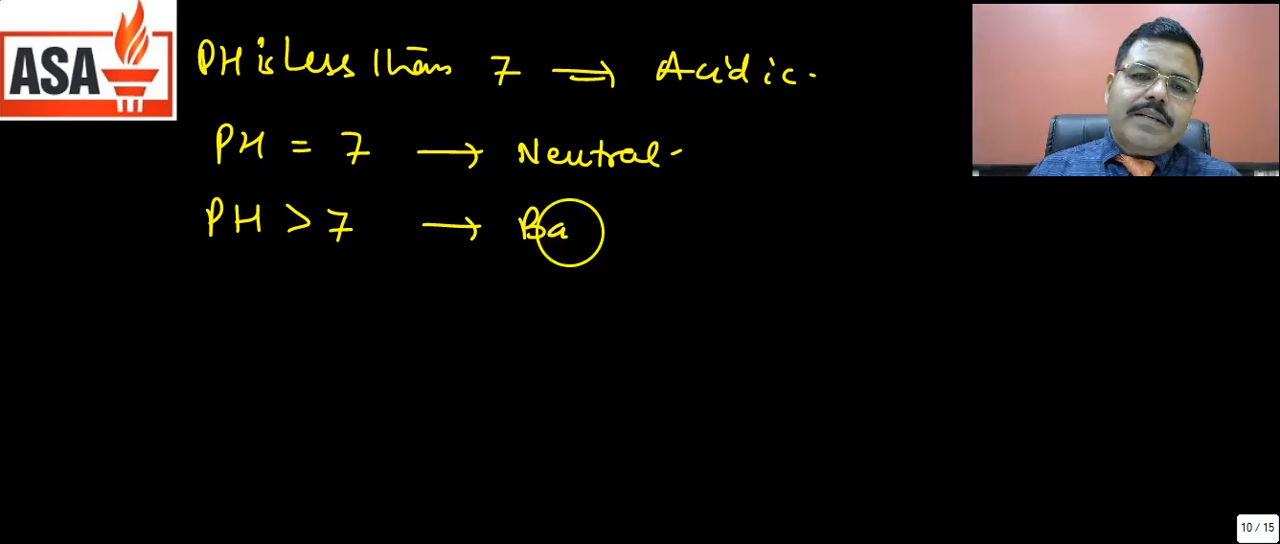 ASA
PH is Less than 7 ⇒ Acidic.
PH = 7 → Neutral-
PH > 7 → Ba
10 / 15